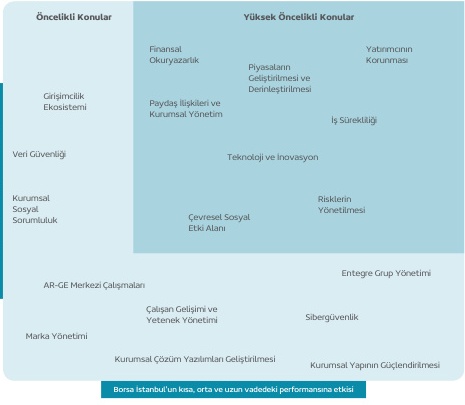 Öncelikli Konular
Yüksek Öncelikli Konular
Finansal
Okuryazarlık
Yatırımcının
Korunması
Piyasaların
Geliştirilmesi ve
Derinleştirilmesi
Girişimcilik
Ekosistemi
Paydaş İlişkileri ve
Kurumsal Yönetim
İş Sürekliliği
Veri Güvenliği
Teknoloji ve İnovasyon
Kurumsal
Sosyal
Sorumluluk
Risklerin
Yönetilmesi
Çevresel Sosyal
Etki Alanı
Entegre Grup Yönetimi
AR-GE Merkezi Çalışmaları
Çalışan Gelişimi ve
Yetenek Yönetimi
Sibergüvenlik
Marka Yönetimi
Kurumsal Çözüm Yazılımları Geliştirilmesi
Kurumsal Yapının Güçlendirilmesi
Borsa İstanbul'un kısa, orta ve uzun vadedeki performansına etkisi